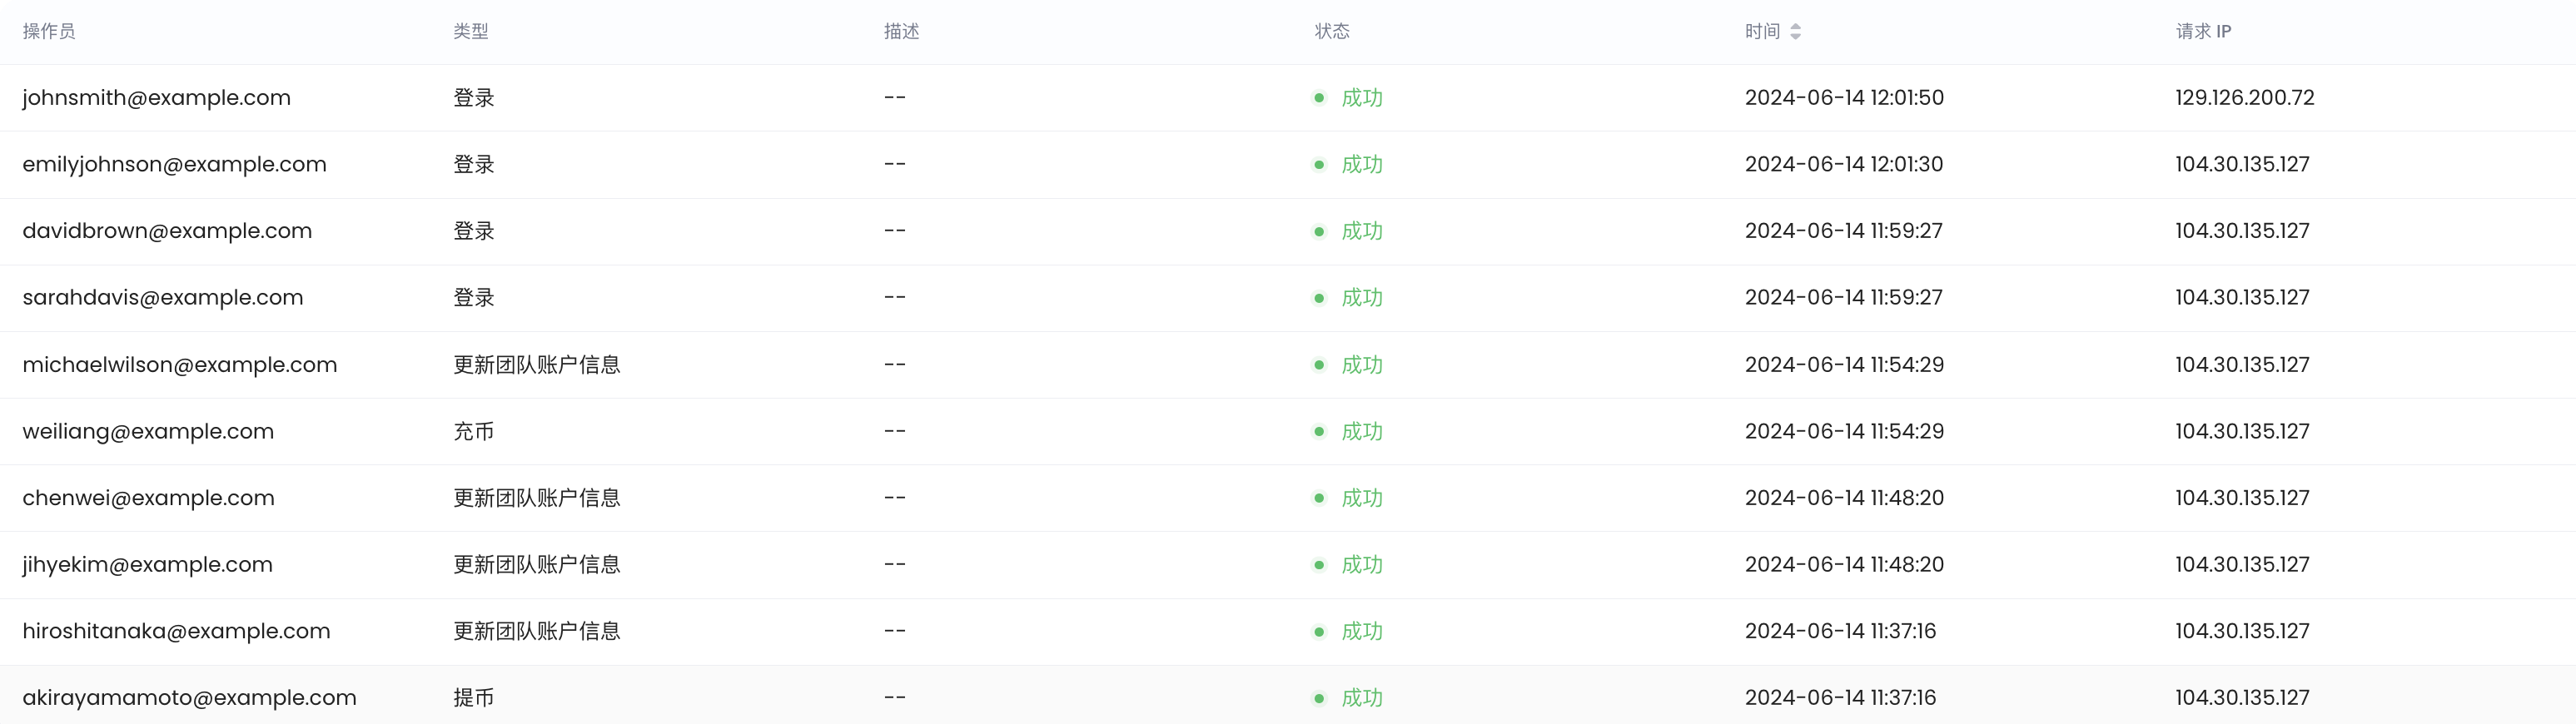 操作员 类型 描述 状态 时间 请求 IP
johnsmith@example.com 登录 -- 成功 2024-06-14 12:01:50 129.126.200.72
emilyjohnson@example.com 登录 -- 成功 2024-06-14 12:01:30 104.30.135.127
davidbrown@example.com 登录 -- 成功 2024-06-14 11:59:27 104.30.135.127
sarahdavis@example.com 登录 -- 成功 2024-06-14 11:59:27 104.30.135.127
michaelwilson@example.com 更新团队账户信息 -- 成功 2024-06-14 11:54:29 104.30.135.127
weiliang@example.com 充币 -- 成功 2024-06-14 11:54:29 104.30.135.127
chenwei@example.com 更新团队账户信息 -- 成功 2024-06-14 11:48:20 104.30.135.127
jihyekim@example.com 更新团队账户信息 -- 成功 2024-06-14 11:48:20 104.30.135.127
hiroshitanaka@example.com 更新团队账户信息 -- 成功 2024-06-14 11:37:16 104.30.135.127
akirayamamoto@example.com 提币 -- 成功 2024-06-14 11:37:16 104.30.135.127